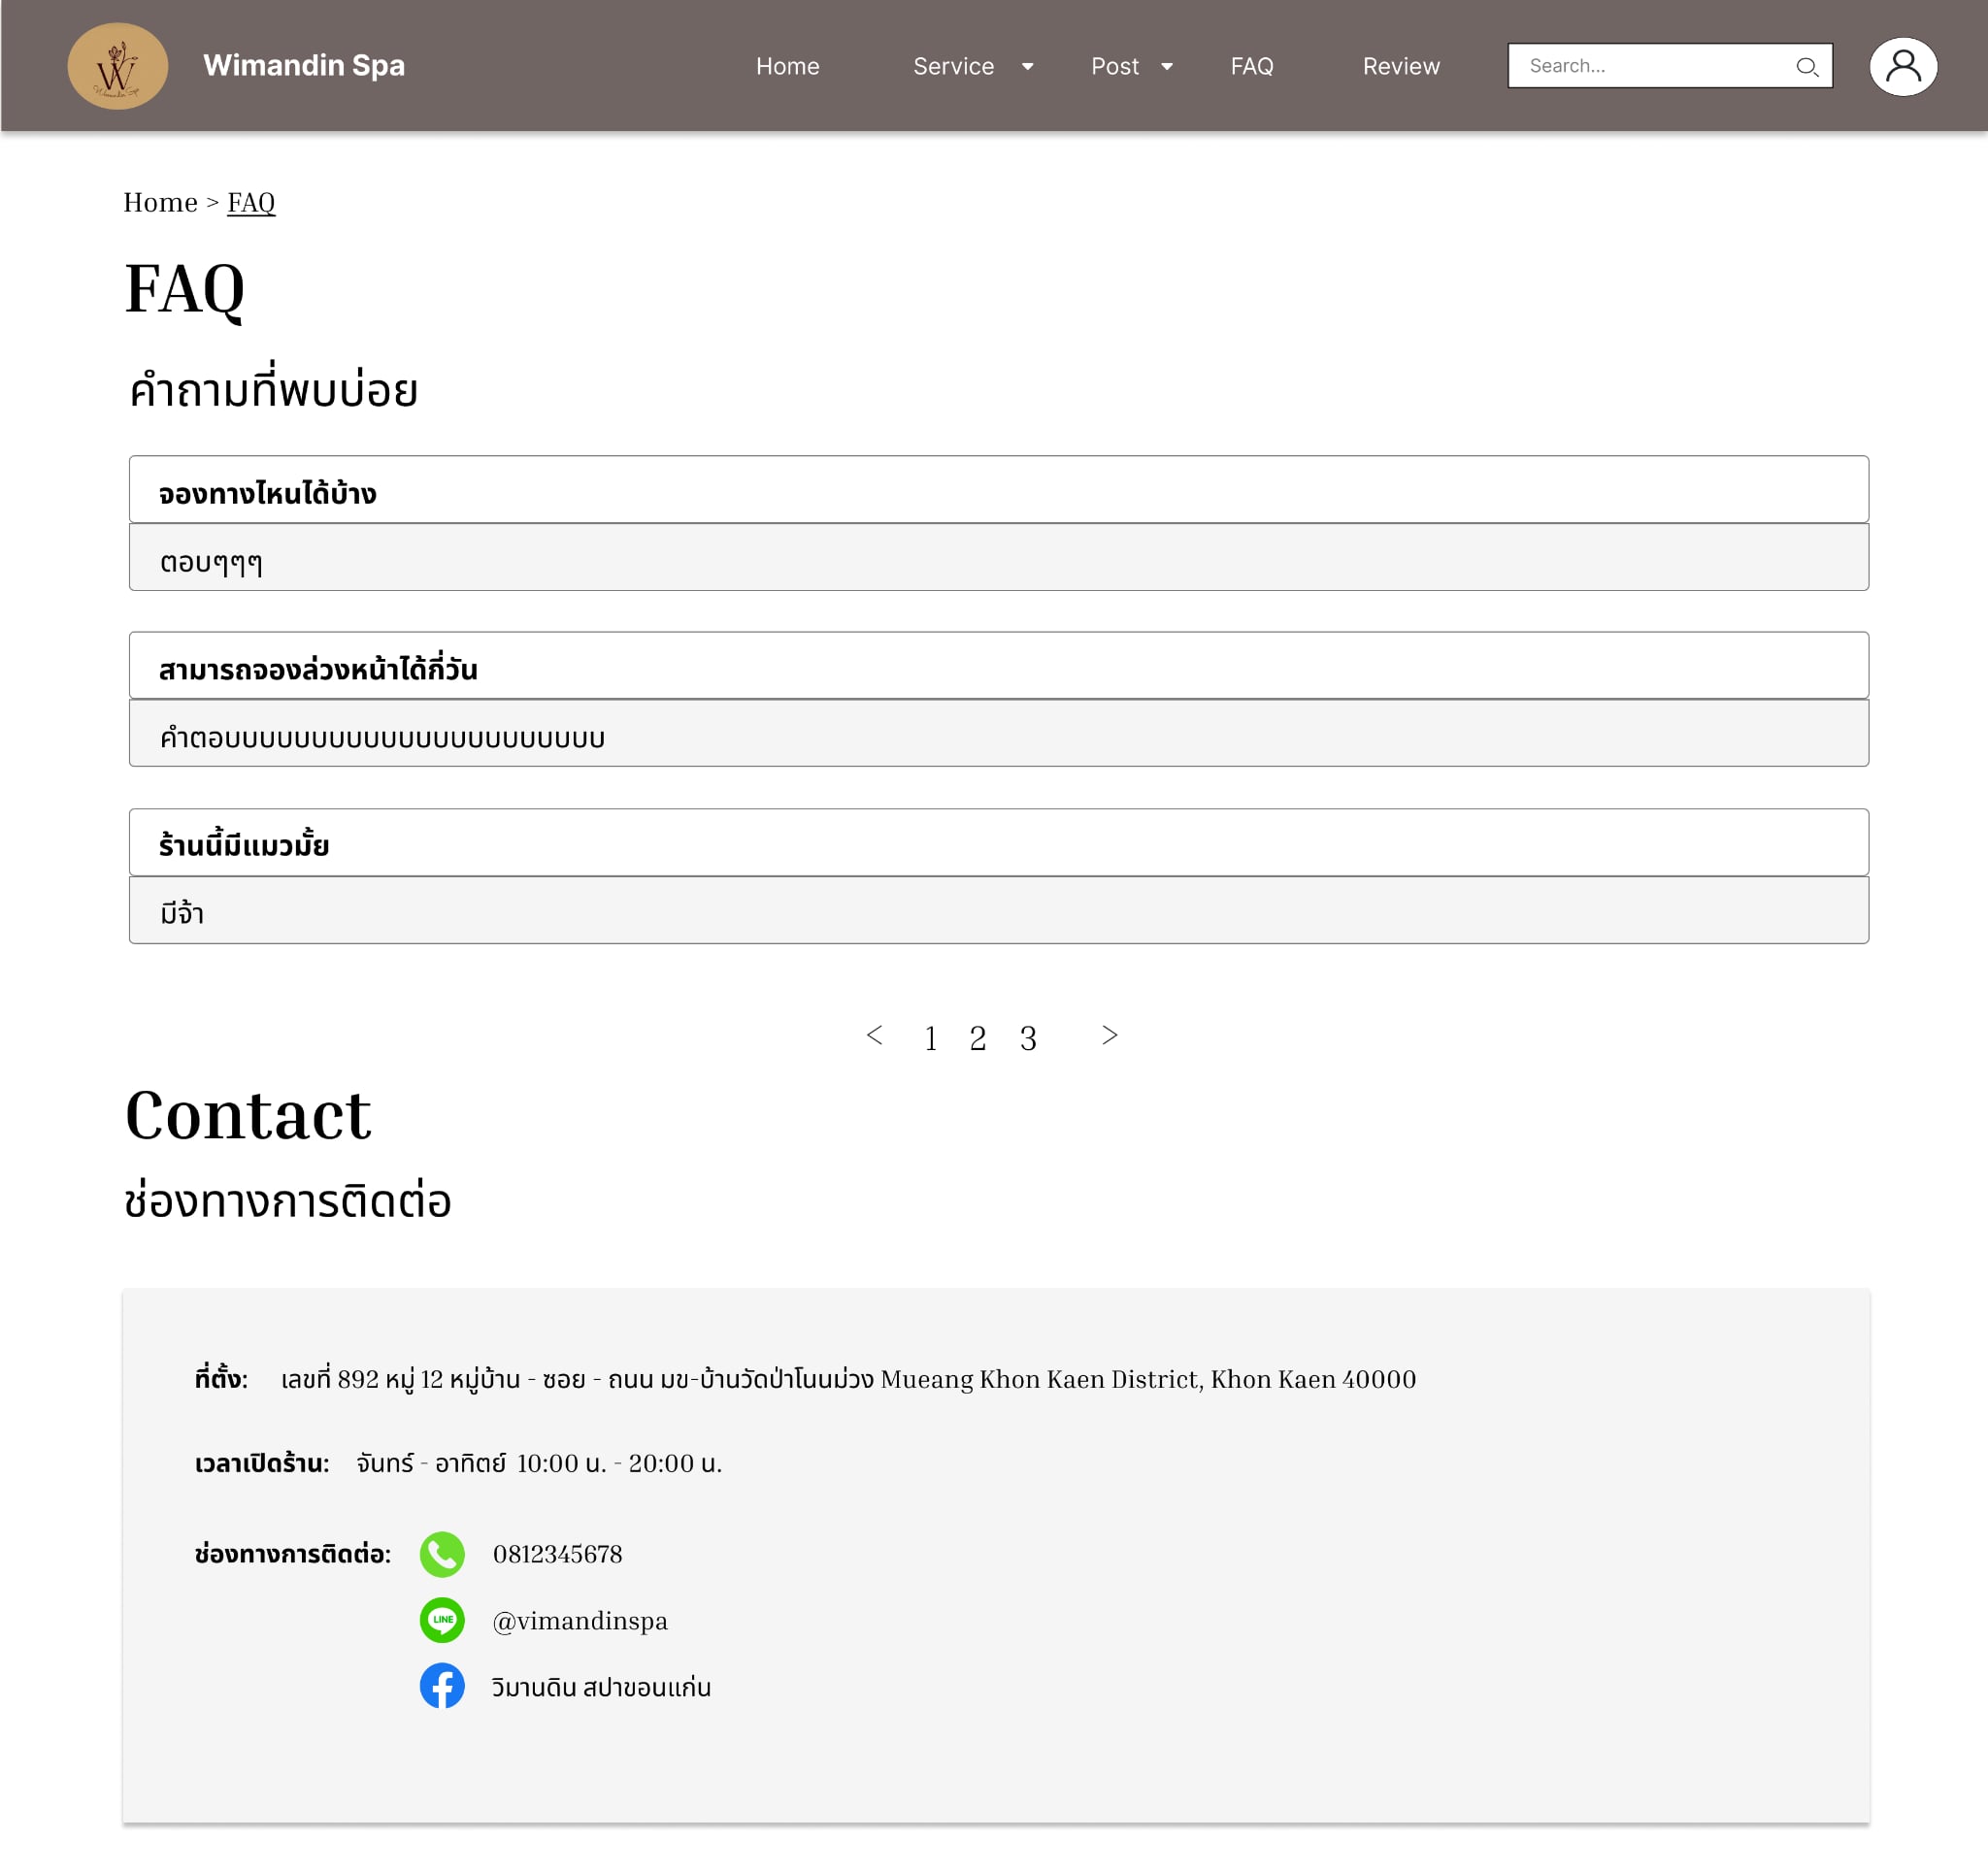 Wimandin Spa
Wimandin Spa Home Service Post FAQ Review Search...
Home > FAQ
FAQ
คำถามที่พบบ่อย
จองทางไหนได้บ้าง
ตอบๆๆๆ
สามารถจองล่วงหน้าได้กี่วัน
คำตอบบบบบบบบบบบบบบบบบบบบบบ
ร้านนี้มีแมวมั้ย
มีจ้า
< 1 2 3 >
Contact
ช่องทางการติดต่อ
ที่ตั้ง: เลขที่ 892 หมู่ 12 หมู่บ้าน - ซอย - ถนน มข-บ้านวัดป่าโนนม่วง Mueang Khon Kaen District, Khon Kaen 40000
เวลาเปิดร้าน: จันทร์ - อาทิตย์ 10:00 น. - 20:00 น.
ช่องทางการติดต่อ: 0812345678
LINE @vimandinspa
วิมานดิน สปาขอนแก่น